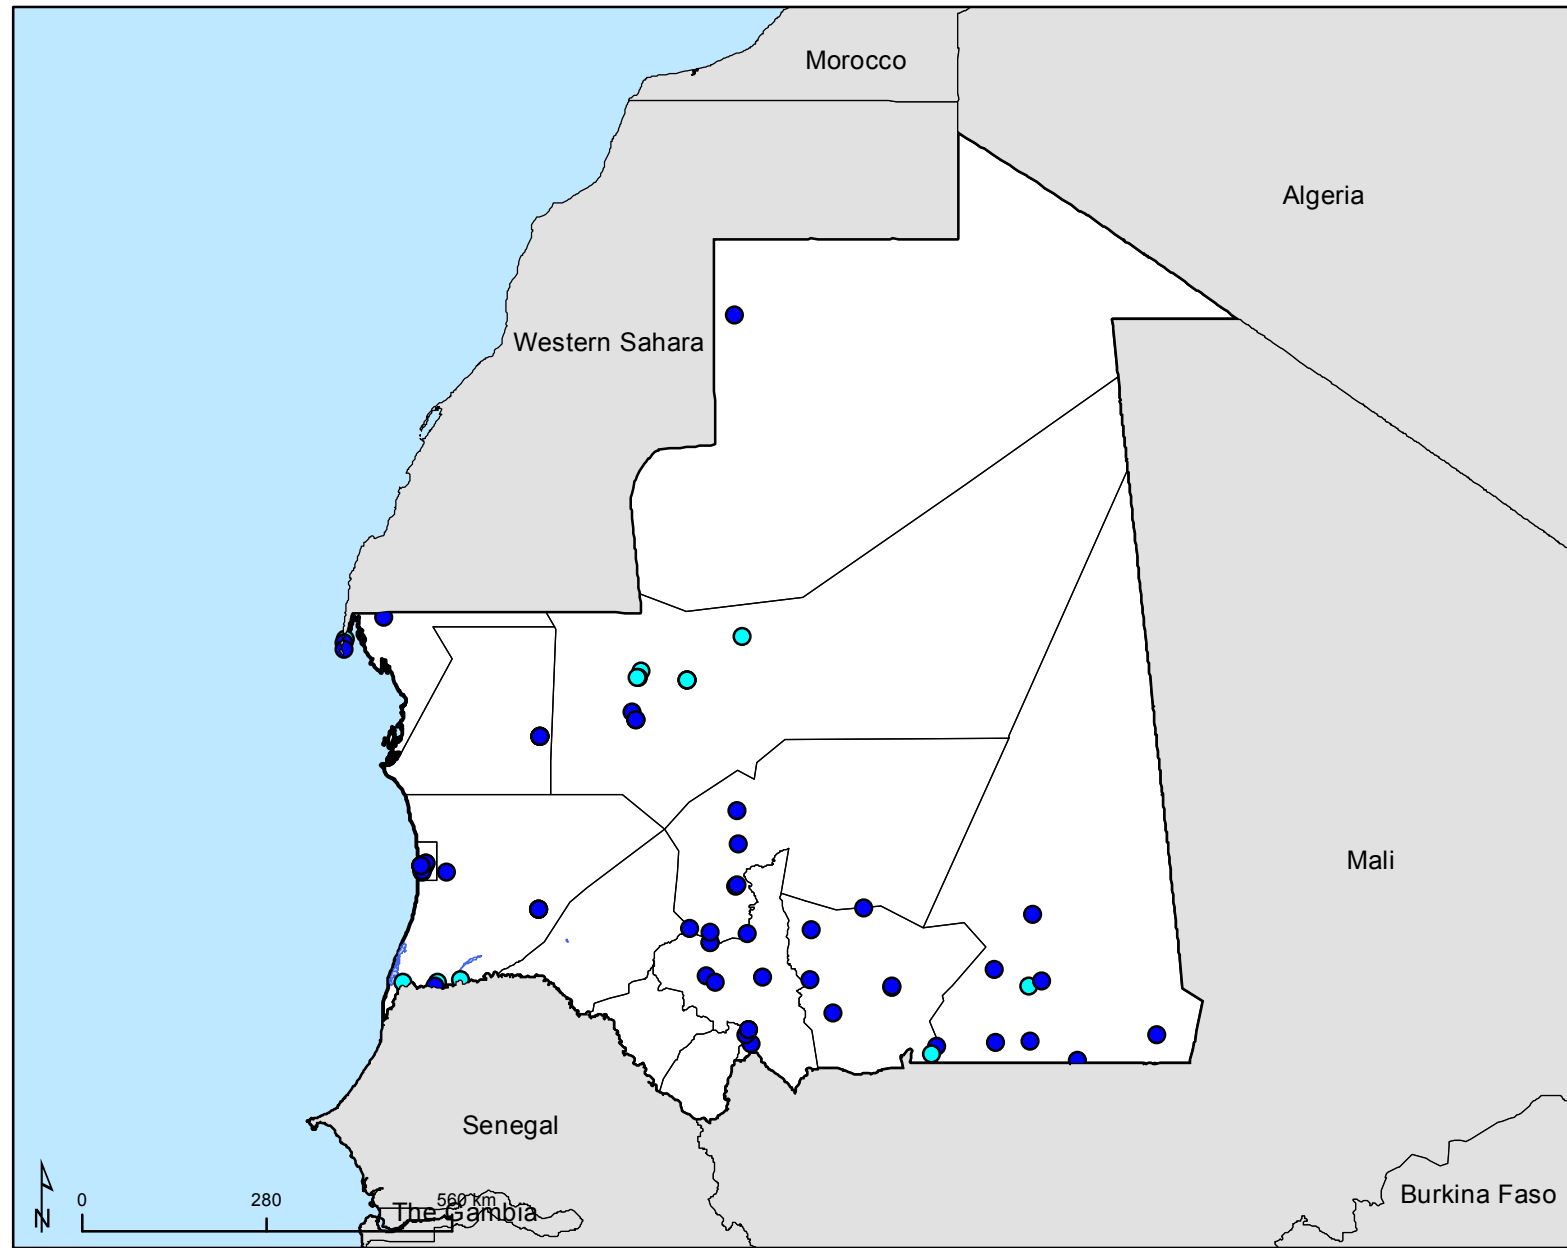 Morocco
Algeria
Western Sahara
Mali
Senegal
Burkina Faso
0 280 560 km
The Gambia
N